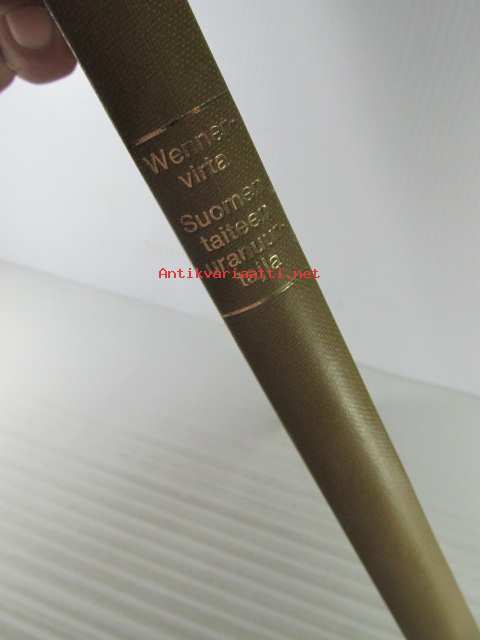 Wenner-
virta
Suomen
taiteen
uranuur-
tajia
Antikvariaatti.net